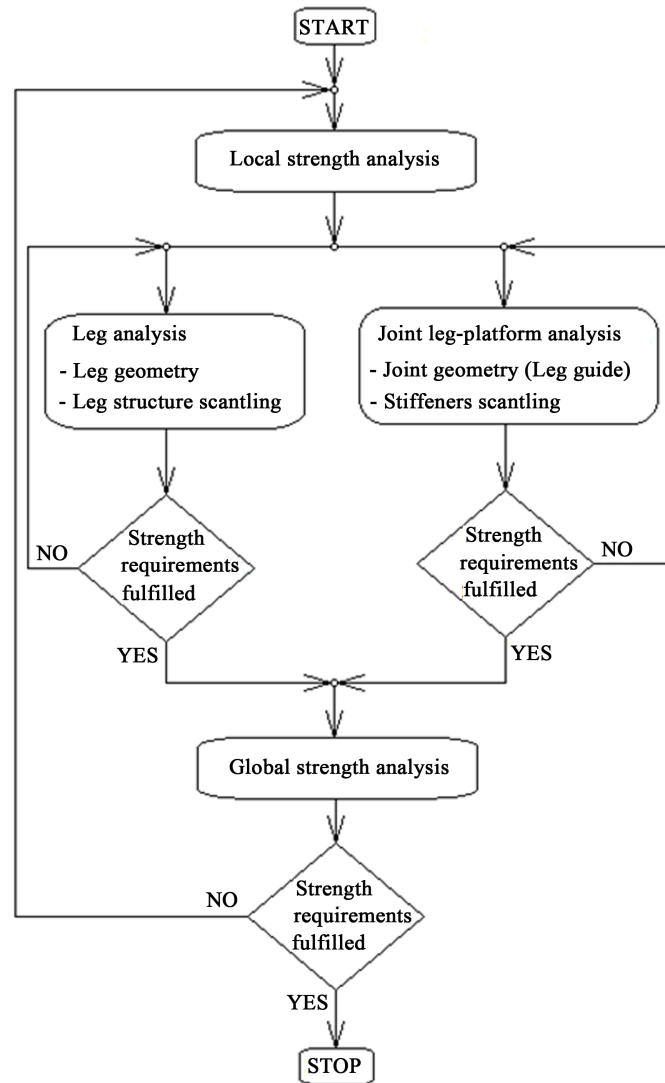 START
Local strength analysis
Leg analysis
- Leg geometry
- Leg structure scantling
Joint leg-platform analysis
- Joint geometry (Leg guide)
- Stiffeners scantling
NO
Strength
requirements
fulfilled
YES
Strength
requirements
fulfilled
NO
YES
Global strength analysis
NO
Strength
requirements
fulfilled
YES
STOP